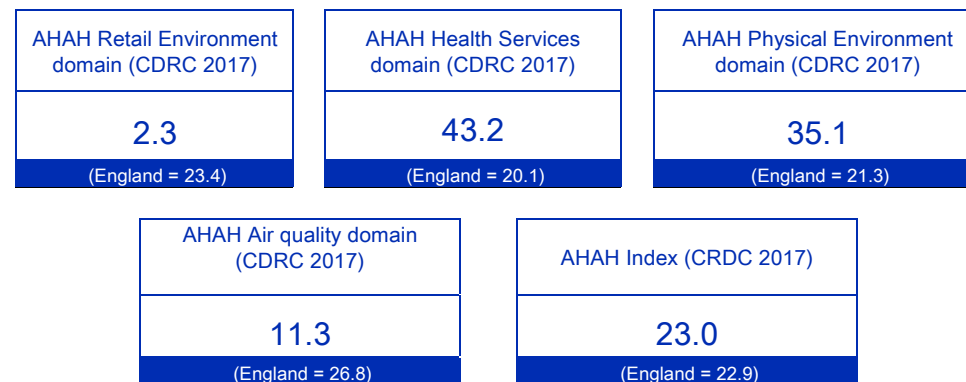 AHAH Retail Environment
domain (CDRC 2017)
2.3
(England = 23.4)
AHAH Health Services
domain (CDRC 2017)
43.2
(England = 20.1)
AHAH Physical Environment
domain (CDRC 2017)
35.1
(England = 21.3)
AHAH Air quality domain
(CDRC 2017)
11.3
(England = 26.8)
AHAH Index (CRDC 2017)
23.0
(England = 22.9)